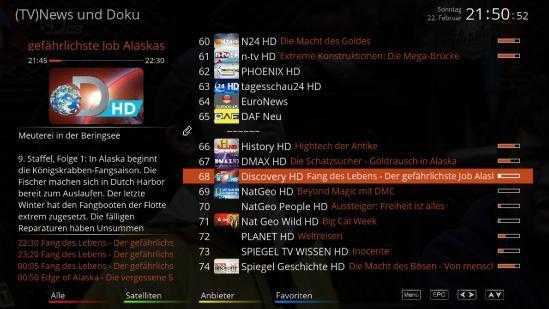 (TV)News und Doku
Sonntag
22. Februar
21:50:52
gefährlichste Job Alaskas
21:45
22:30
HD
Meuterei in der Beringsee
9. Staffel, Folge 1: In Alaska beginnt
die Königskrabben-Fangsaison. Die
Fischer machen sich in Dutch Harbor
bereit zum Auslaufen. Der letzte
Winter hat den Fangbooten der Flotte
extrem zugesetzt. Die fälligen
Reparaturen haben Unsummen
22:30 Fang des Lebens - Der gefährlichs
23:20 Fang des Lebens - Der gefährlichs
00:05 Fang des Lebens - Der gefährlichs
00:50 Edge of Alaska - Die vergessene S
60 N24 HD Die Macht des Goldes
61 n-tv HD Extreme Konstruktionen: Die Mega-Brücke
62 PHOENIX HD
63 tagesschau24 HD
64 EuroNews
65 DAF DAF Neu
------
66 History HD Hightech der Antike
67 DMAX HD Die Schatzsucher - Goldrausch in Alaska
68 Discovery HD Fang des Lebens - Der gefährlichste Job Alasl
69 NatGeo HD Beyond Magic mit DMC
70 NatGeo People HD Aussteiger: Freiheit ist alles
71 Nat Geo Wild HD Big Cat Week
72 PLANET HD Weltreisen
73 SPIEGEL TV WISSEN HD Inocente
74 Spiegel Geschichte HD Die Macht des Bösen - Von mensch
Alle
Satelliten
Anbieter
Favoriten
Menu
EPG